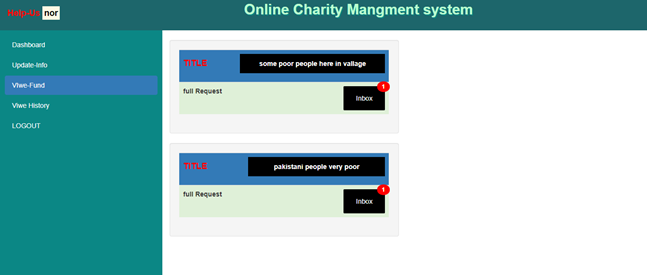 Online Charity Mangment system
Help Us nor
Dashboard
Update-Info
Viwe-Fund
Viwe History
LOGOUT
TITLE some poor people here in vallage
full Request
Inbox 1
TITLE pakistani people very poor
full Request
Inbox 1